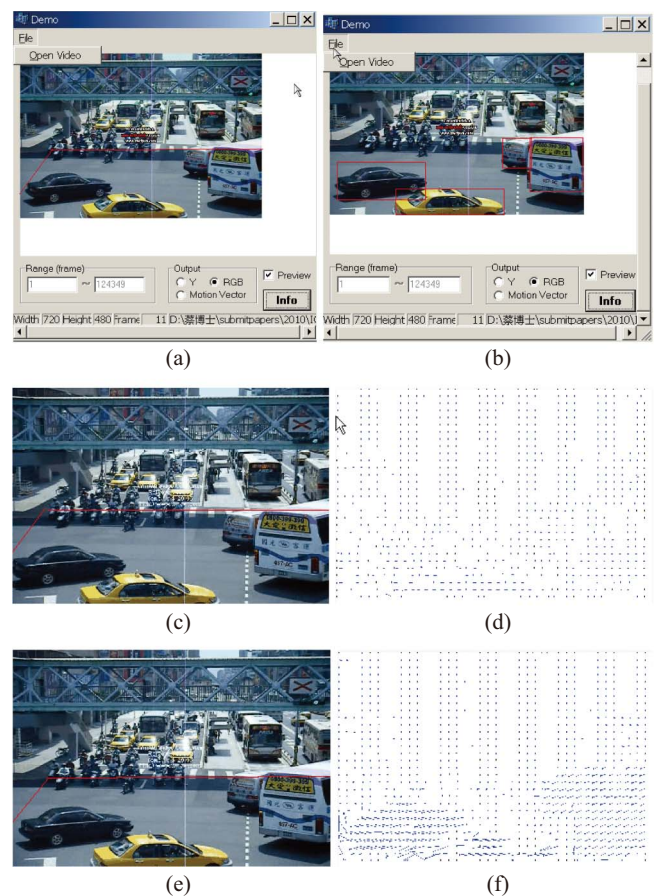 Demo
File
Open Video
Range (frame)
1 ~ 124349
Output
Y RGB
Motion Vector
Preview
Info
Width 720 Height 480 Frame 11 D:\蔡博士\submitpapers\2010\I
(a)
Demo
File
Open Video
Range (frame)
1 ~ 124349
Output
Y RGB
Motion Vector
Preview
Info
Width 720 Height 480 Frame 11 D:\蔡博士\submitpapers\2010\
(b)
(c)
(d)
(e)
(f)